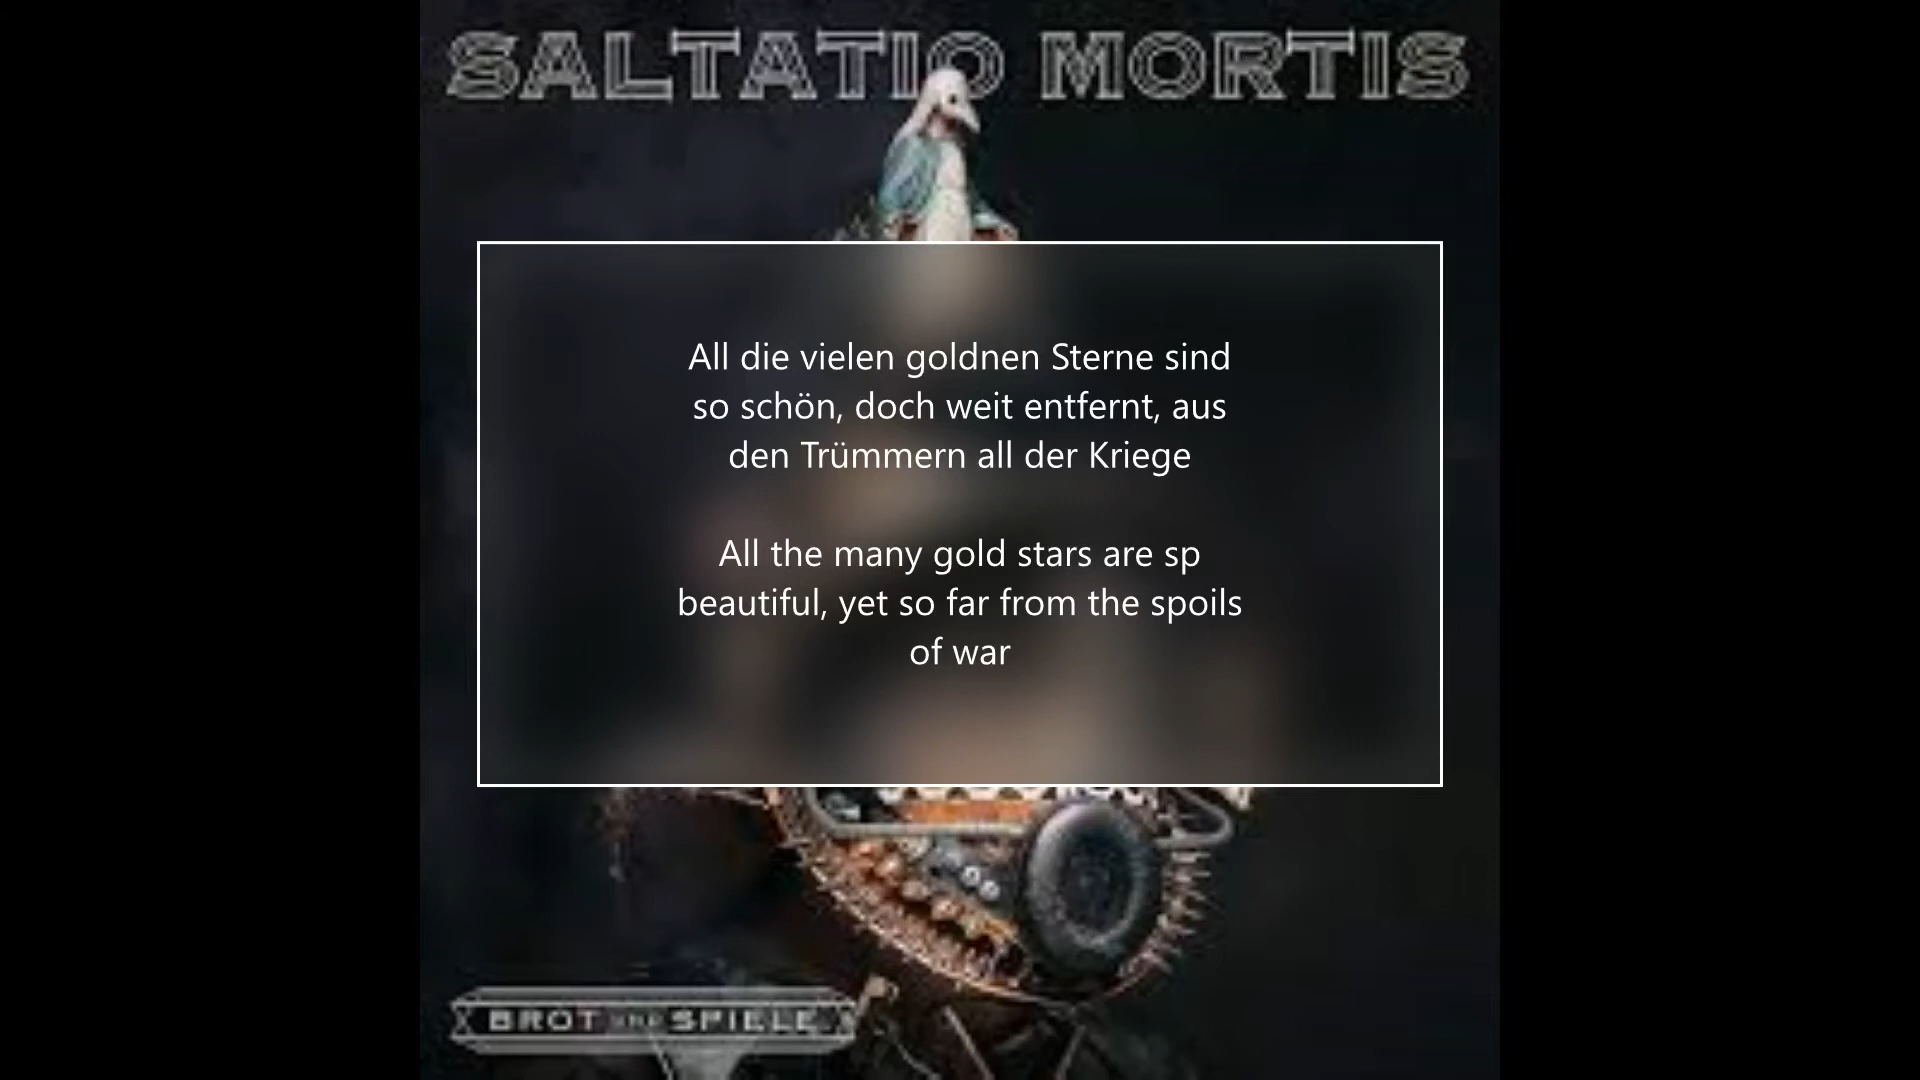 SALTATIO MORTIS
All die vielen goldnen Sterne sind
so schön, doch weit entfernt, aus
den Trümmern all der Kriege
All the many gold stars are sp
beautiful, yet so far from the spoils
of war
BROT UND SPIELE